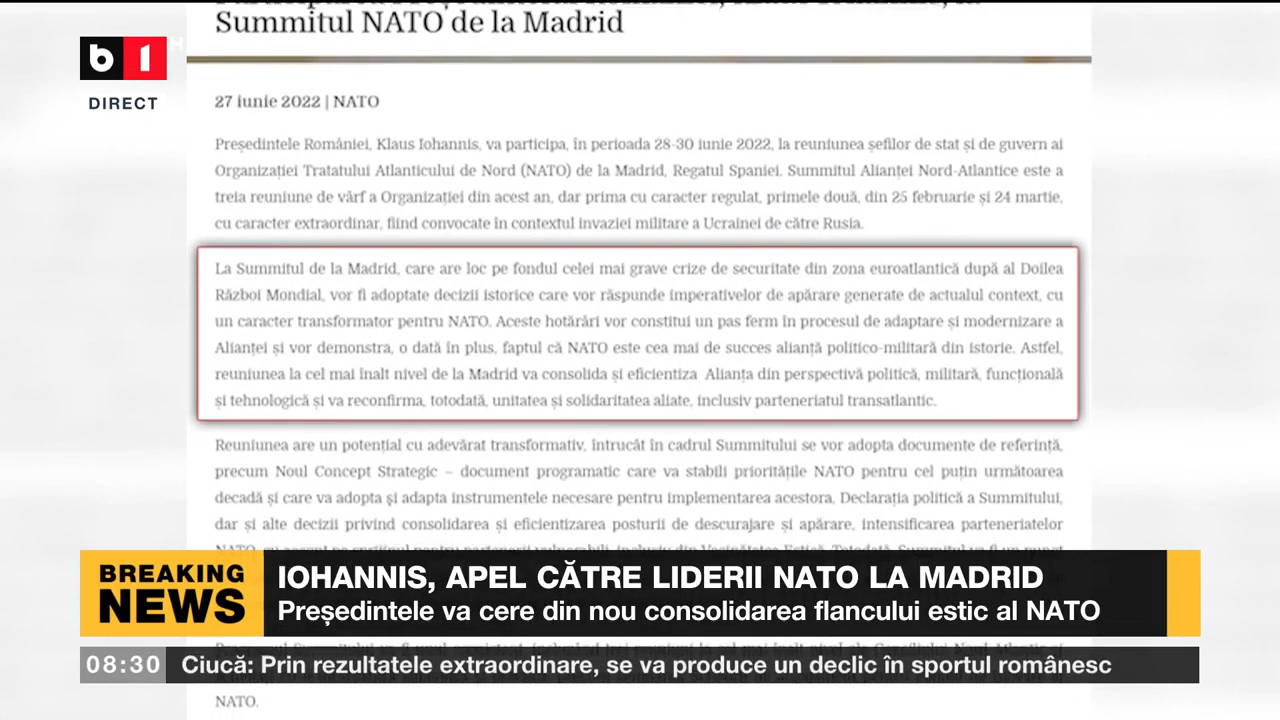 Summitul NATO de la Madrid
b1
DIRECT
27 iunie 2022 | NATO
Președintele României, Klaus Iohannis, va participa, în perioada 28-30 iunie 2022, la reuniunea șefilor de stat și de guvern ai
Organizației Tratatului Atlanticului de Nord (NATO) de la Madrid, Regatul Spaniei. Summitul Alianței Nord-Atlantice este a
treia reuniune de vârf a Organizației din acest an, dar prima cu caracter regulat, primele două, din 25 februarie și 24 martie,
cu caracter extraordinar, fiind convocate în contextul invaziei militare a Ucrainei de către Rusia.
La Summitul de la Madrid, care are loc pe fondul celei mai grave crize de securitate din zona euroatlantică după al Doilea
Război Mondial, vor fi adoptate decizii istorice care vor răspunde imperativelor de apărare generate de actualul context, cu
un caracter transformator pentru NATO. Aceste hotărâri vor constitui un pas ferm în procesul de adaptare și modernizare a
Alianței și vor demonstra, o dată în plus, faptul că NATO este cea mai de succes alianță politico-militară din istorie. Astfel,
reuniunea la cel mai înalt nivel de la Madrid va consolida și eficientiza Alianța din perspectivă politică, militară, funcțională
și tehnologică și va reconfirma, totodată, unitatea și solidaritatea aliate, inclusiv parteneriatul transatlantic.
Reuniunea are un potențial cu adevărat transformativ, întrucât în cadrul Summitului se vor adopta documente de referință,
precum Noul Concept Strategic – document programatic care va stabili prioritățile NATO pentru cel puțin următoarea
decadă și care va adopta și adapta instrumentele necesare pentru implementarea acestora, Declarația politică a Summitului,
dar și alte decizii privind consolidarea și eficientizarea posturii de descurajare și apărare, intensificarea parteneriatelor
BREAKING
NEWS
IOHANNIS, APEL CĂTRE LIDERII NATO LA MADRID
Președintele va cere din nou consolidarea flancului estic al NATO
08:30 Ciucă: Prin rezultatele extraordinare, se va produce un declic în sportul românesc
NATO.